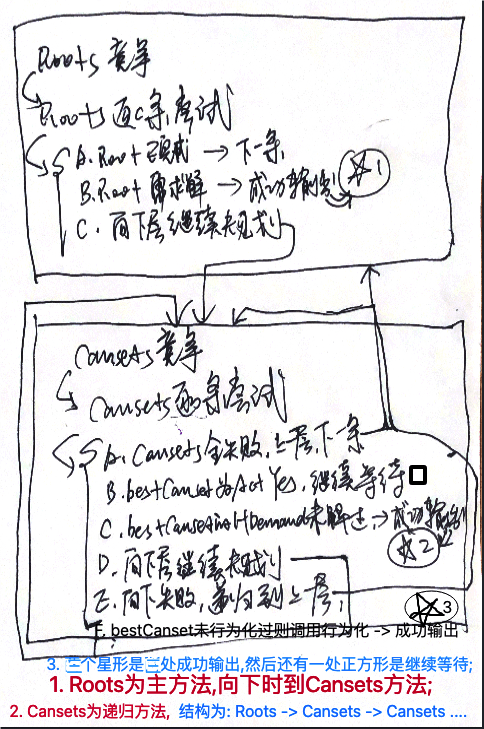 Roots竞争
Roots逐条尝试
A. Root已 → 下一条
B. Root需求解 → 成功输出 1
C. 向下层继续规划
Cansets竞争
Cansets逐条尝试
A. Cansets全失败,上层,下一条
B. bestCanset为ActYes,继续等待
C. bestCanset的HDemand未解过,→成功输出 2
D. 向下层继续规划
E. 向下失败,递归到上一层,
3
F. bestCanset未行为化过则调用行为化 -> 成功输出
3. 三个星形是三处成功输出,然后还有一处正方形是继续等待;
1. Roots为主方法,向下时到Cansets方法;
2. Cansets为递归方法, 结构为: Roots -> Cansets -> Cansets ....